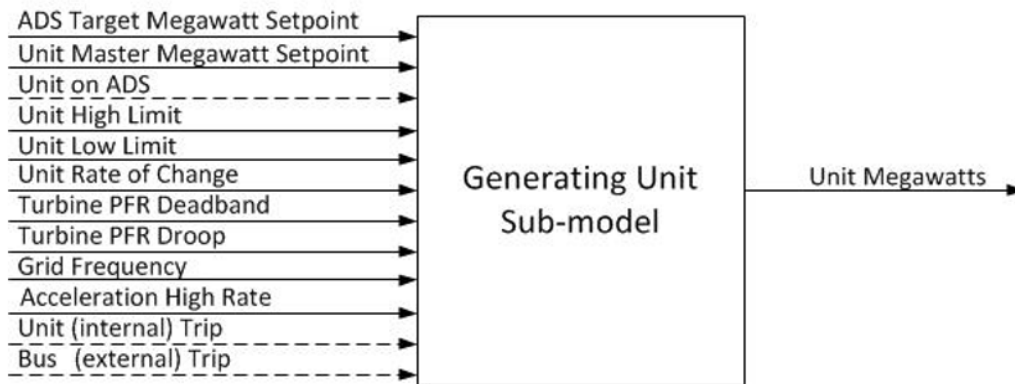 ADS Target Megawatt Setpoint
Unit Master Megawatt Setpoint
Unit on ADS
Unit High Limit
Unit Low Limit
Unit Rate of Change
Turbine PFR Deadband
Turbine PFR Droop
Grid Frequency
Acceleration High Rate
Unit (internal) Trip
Bus (external) Trip
Generating Unit
Sub-model
Unit Megawatts